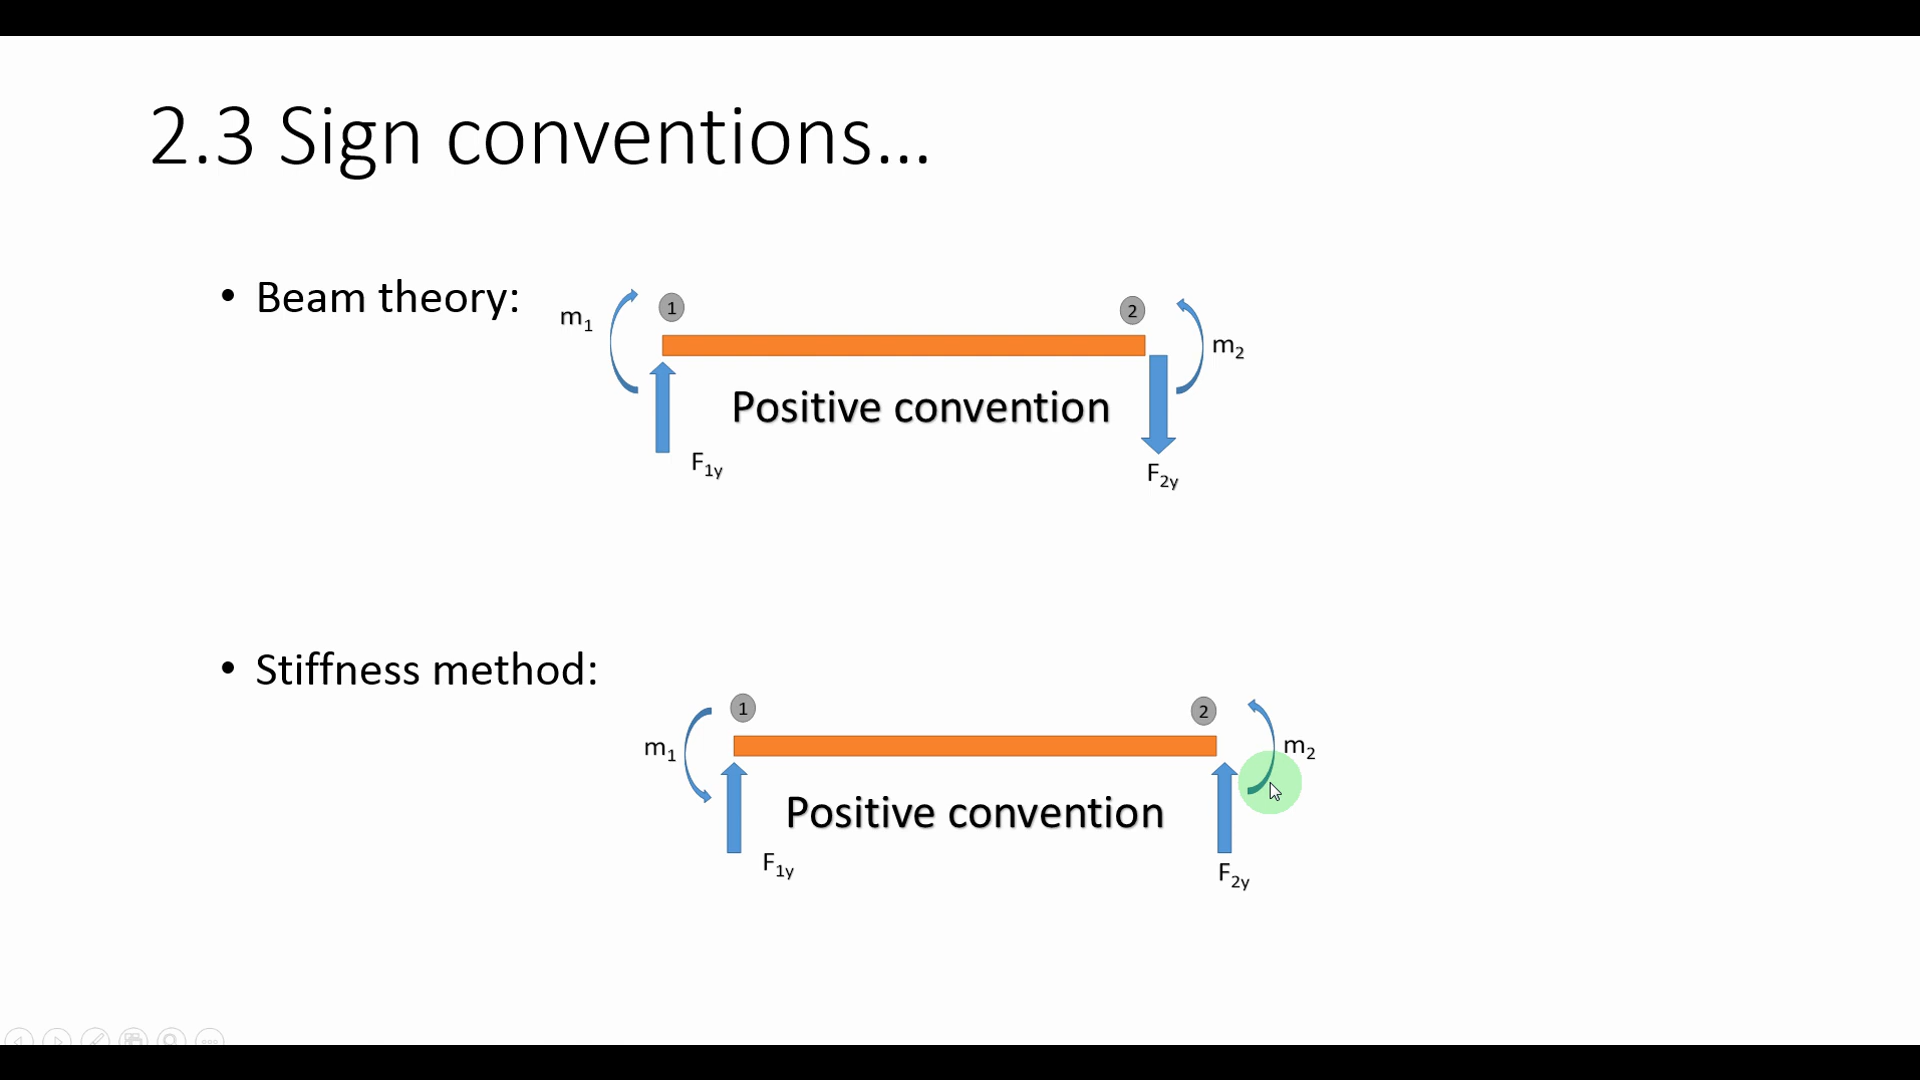 2.3 Sign conventions...
• Beam theory:
m₁
1
2
m₂
Positive convention
F₁y
F₂y
• Stiffness method:
1
2
m₁
m₂
Positive convention
F₁y
F₂y